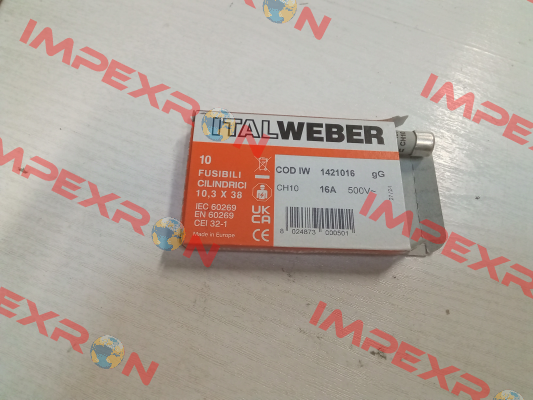 ITALWEBER
10
FUSIBILI
CILINDRICI
10,3 X 38
IEC 60269
EN 60269
CEI 32-1
Made in Europe
UK
CA
CE
COD IW 1421016 gG
CH10 16A 500V~
8 024873 000501
IMPEXRON
IMPEXRON
IMPEXRON
IMPEXRON
IMPEXRON
IMPEXRON